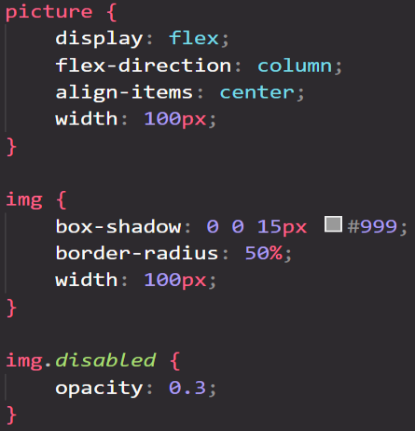 picture {
display: flex;
flex-direction: column;
align-items: center;
width: 100px;
}
img {
box-shadow: 0 0 15px #999;
border-radius: 50%;
width: 100px;
}
img.disabled {
opacity: 0.3;
}